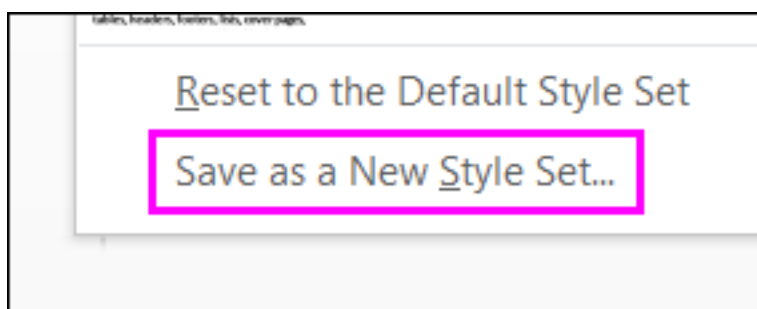 tables, headers, footers, lists, cover pages,
Reset to the Default Style Set
Save as a New Style Set...